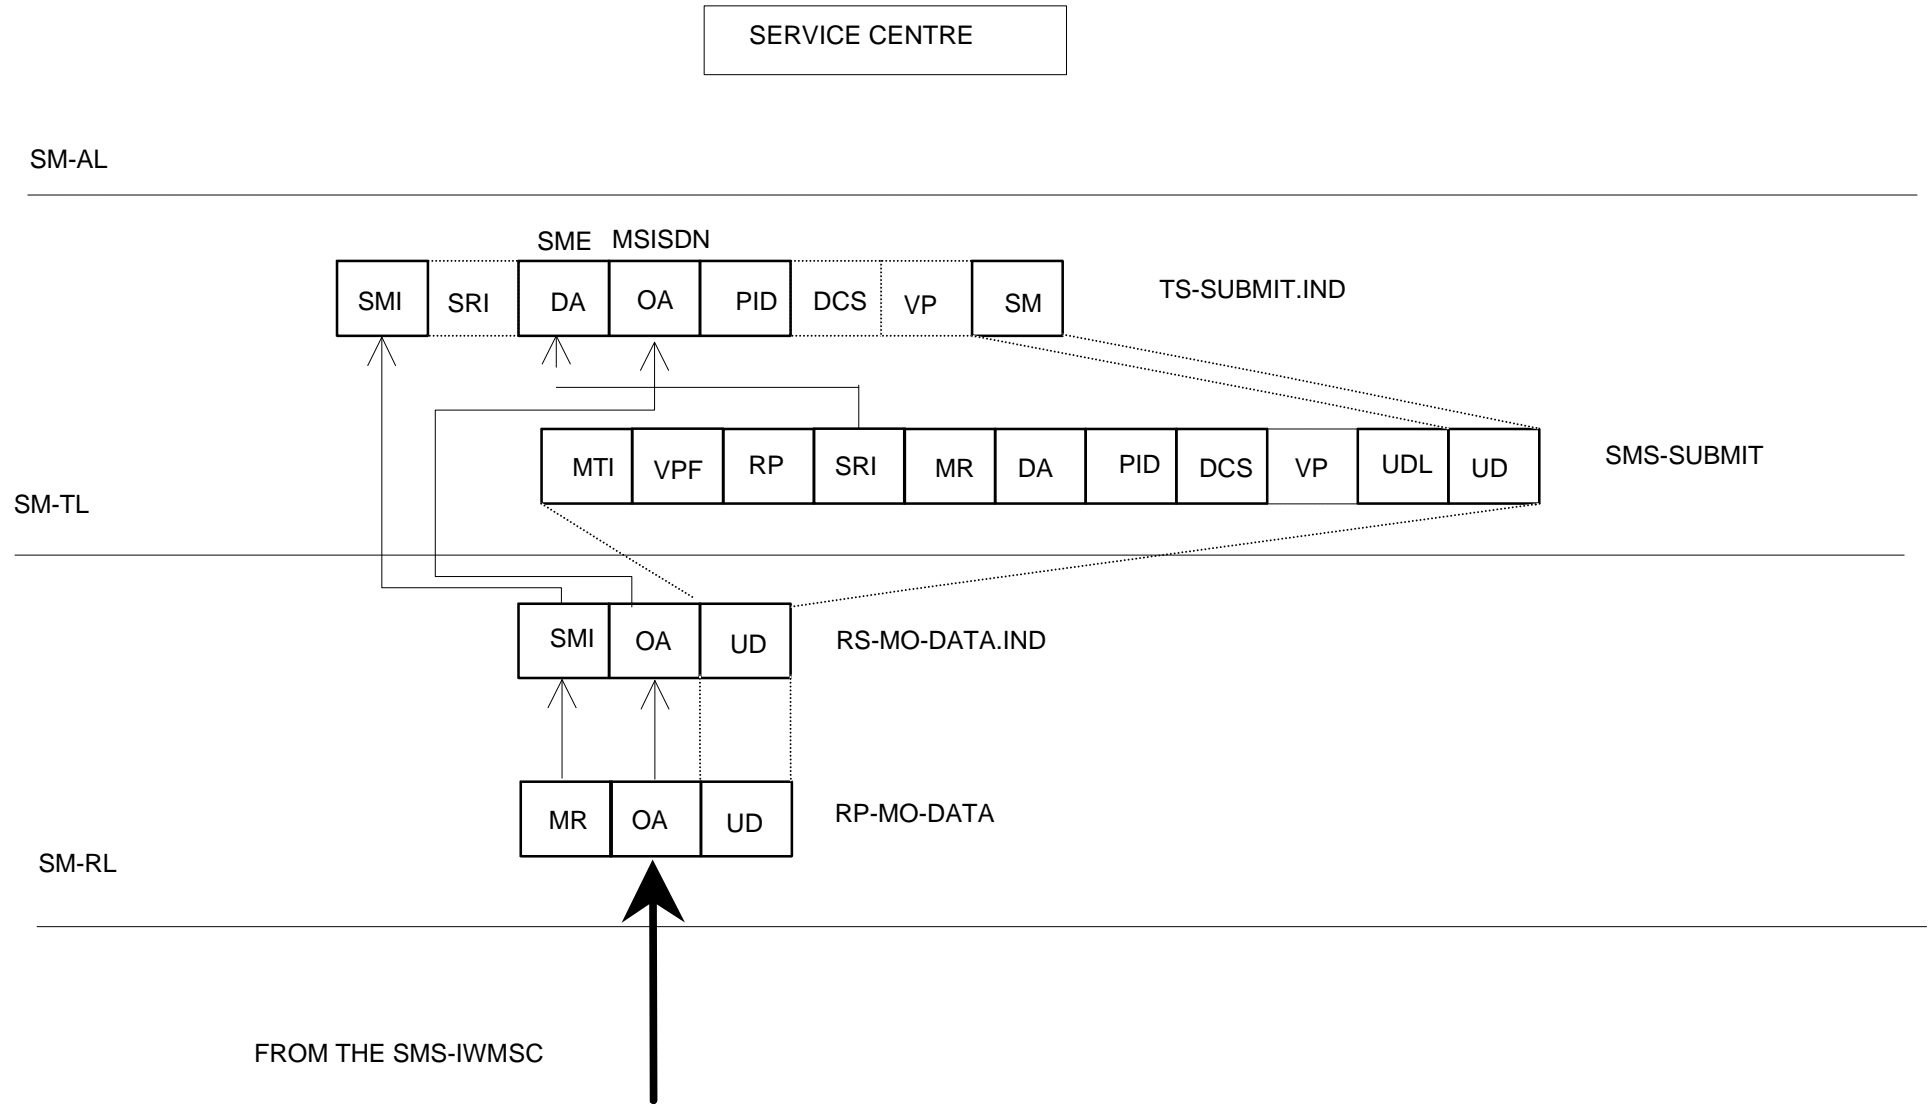 SERVICE CENTRE
SM-AL
SME MSISDN
SMI SRI DA OA PID DCS VP SM TS-SUBMIT.IND
MTI VPF RP SRI MR DA PID DCS VP UDL UD SMS-SUBMIT
SM-TL
SMI OA UD RS-MO-DATA.IND
MR OA UD RP-MO-DATA
SM-RL
FROM THE SMS-IWMSC